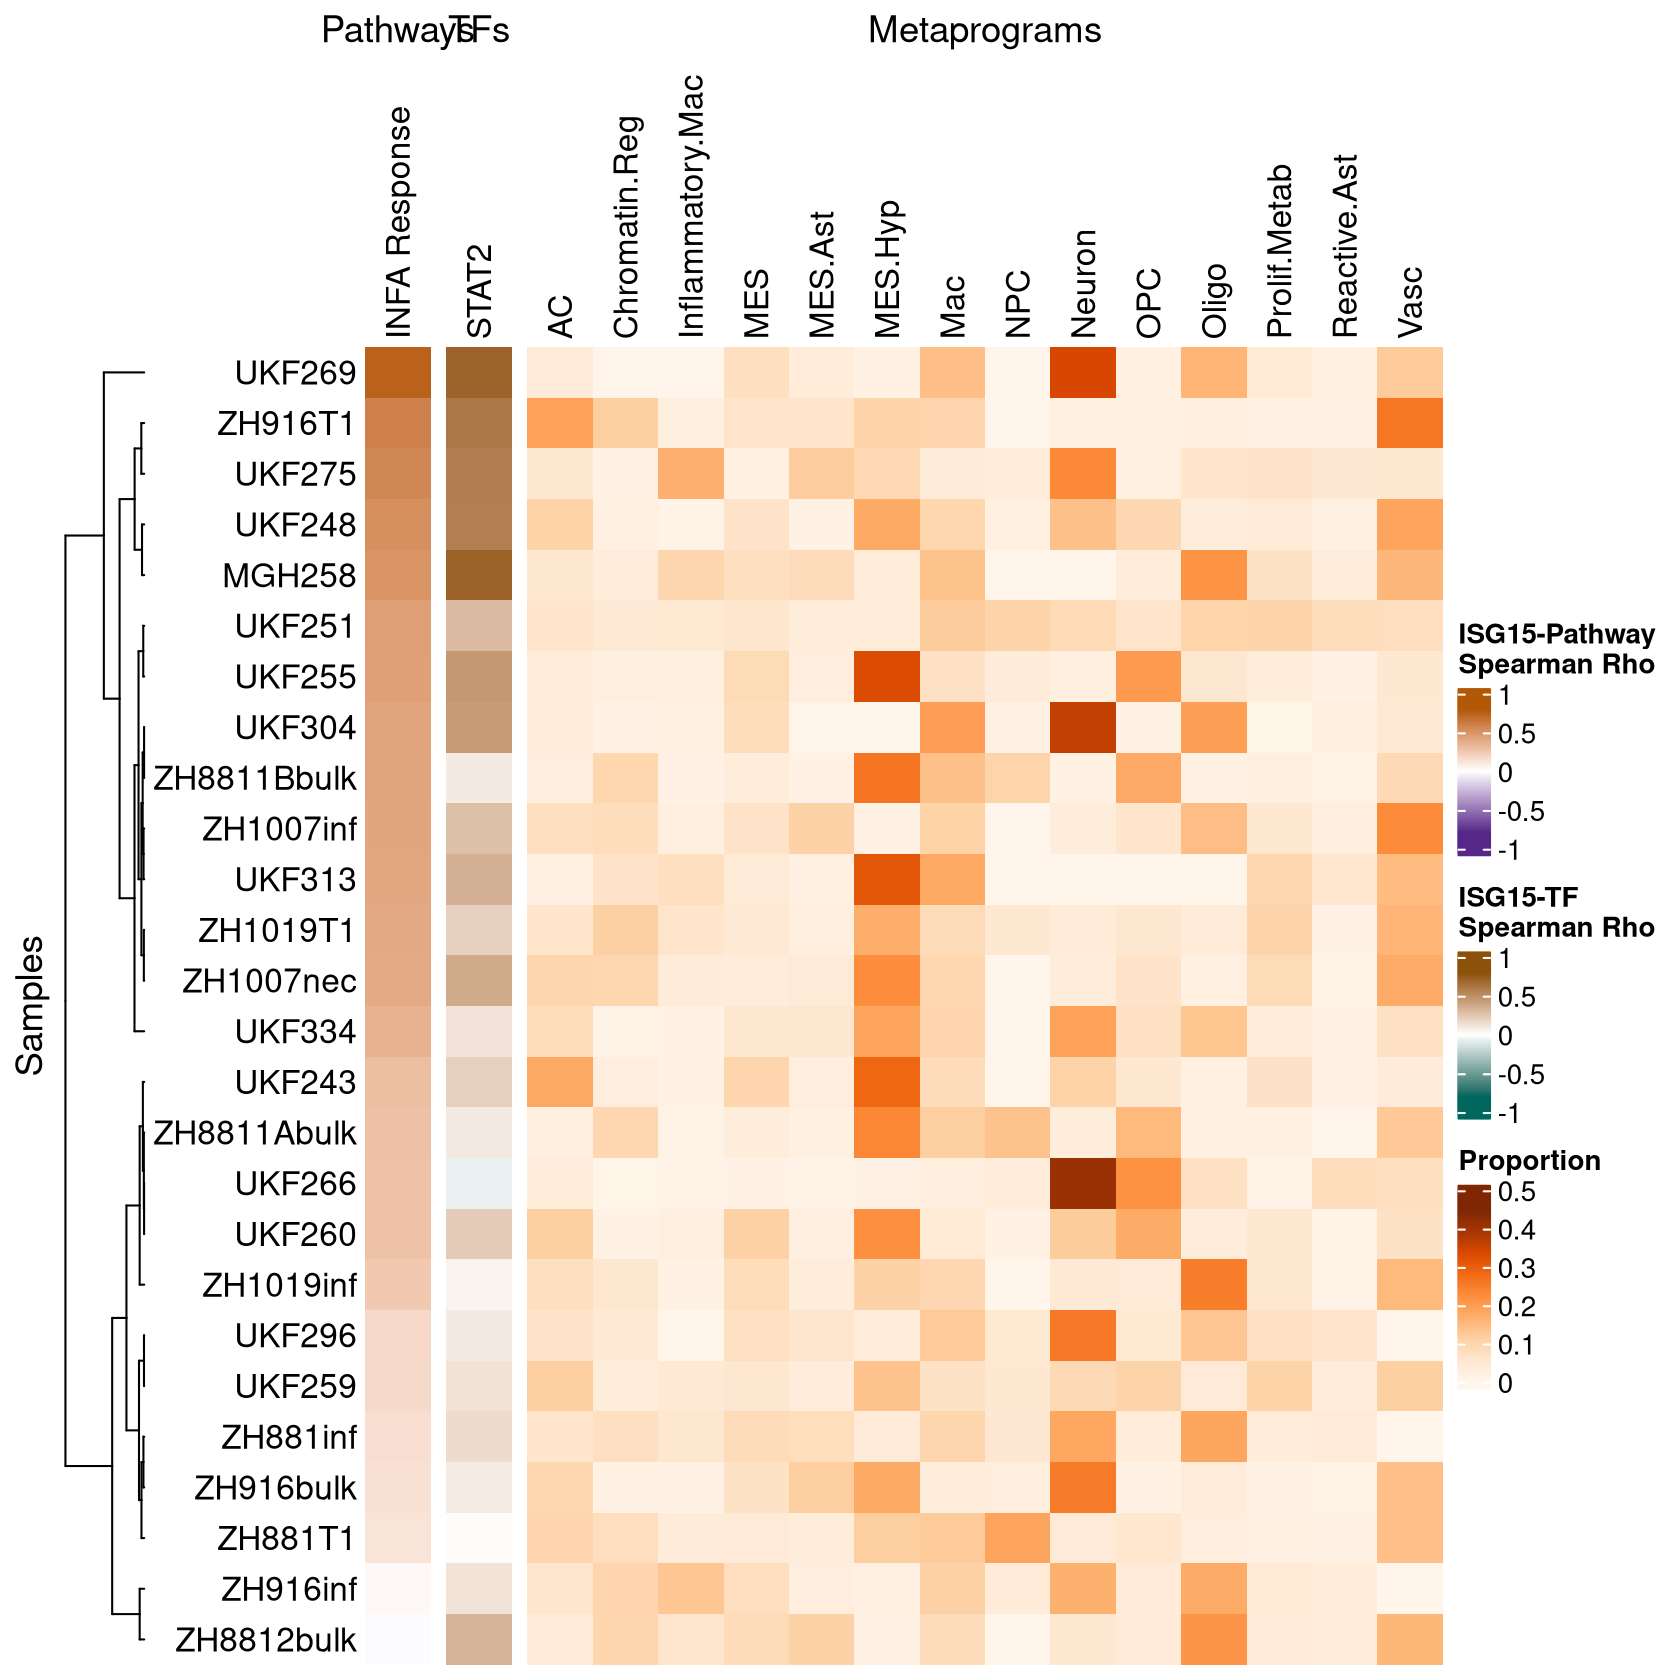 Pathways
TFs
Metaprograms
INFA Response
STAT2
AC
Chromatin.Reg
Inflammatory.Mac
MES
MES.Ast
MES.Hyp
Mac
NPC
Neuron
OPC
Oligo
Prolif.Metab
Reactive.Ast
Vasc
Samples
UKF269
ZH916T1
UKF275
UKF248
MGH258
UKF251
UKF255
UKF304
ZH8811Bbulk
ZH1007inf
UKF313
ZH1019T1
ZH1007nec
UKF334
UKF243
ZH8811Abulk
UKF266
UKF260
ZH1019inf
UKF296
UKF259
ZH881inf
ZH916bulk
ZH881T1
ZH916inf
ZH8812bulk
ISG15-Pathway
Spearman Rho
1
0.5
0
-0.5
-1
ISG15-TF
Spearman Rho
1
0.5
0
-0.5
-1
Proportion
0.5
0.4
0.3
0.2
0.1
0